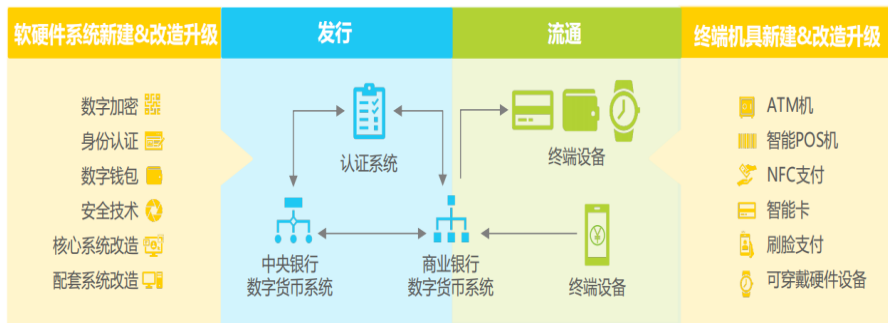 软硬件系统新建&改造升级
数字加密
身份认证
数字钱包
安全技术
核心系统改造
配套系统改造
发行
认证系统
中央银行
数字货币系统
商业银行
数字货币系统
流通
终端设备
¥
终端设备
终端机具新建&改造升级
ATM机
智能POS机
NFC支付
智能卡
刷脸支付
可穿戴硬件设备